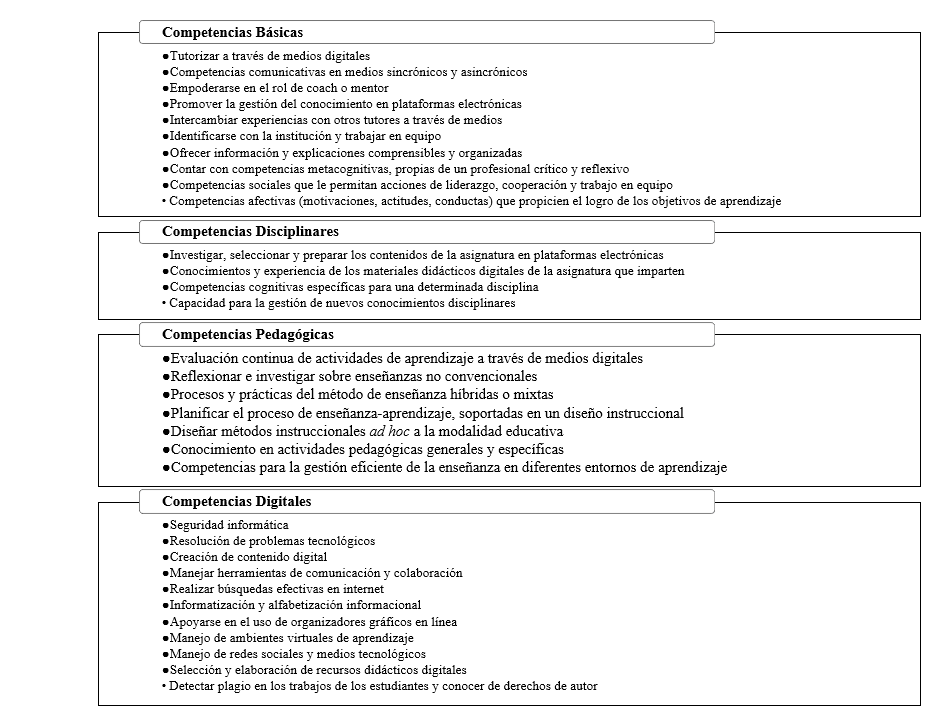 Competencias Básicas
●Tutorizar a través de medios digitales
●Competencias comunicativas en medios sincrónicos y asincrónicos
●Empoderarse en el rol de coach o mentor
●Promover la gestión del conocimiento en plataformas electrónicas
●Intercambiar experiencias con otros tutores a través de medios
●Identificarse con la institución y trabajar en equipo
●Ofrecer información y explicaciones comprensibles y organizadas
●Contar con competencias metacognitivas, propias de un profesional crítico y reflexivo
●Competencias sociales que le permitan acciones de liderazgo, cooperación y trabajo en equipo
• Competencias afectivas (motivaciones, actitudes, conductas) que propicien el logro de los objetivos de aprendizaje
Competencias Disciplinares
●Investigar, seleccionar y preparar los contenidos de la asignatura en plataformas electrónicas
●Conocimientos y experiencia de los materiales didácticos digitales de la asignatura que imparten
●Competencias cognitivas específicas para una determinada disciplina
• Capacidad para la gestión de nuevos conocimientos disciplinares
Competencias Pedagógicas
●Evaluación continua de actividades de aprendizaje a través de medios digitales
●Reflexionar e investigar sobre enseñanzas no convencionales
●Procesos y prácticas del método de enseñanza híbridas o mixtas
●Planificar el proceso de enseñanza-aprendizaje, soportadas en un diseño instruccional
●Diseñar métodos instruccionales ad hoc a la modalidad educativa
●Conocimiento en actividades pedagógicas generales y específicas
●Competencias para la gestión eficiente de la enseñanza en diferentes entornos de aprendizaje
Competencias Digitales
●Seguridad informática
●Resolución de problemas tecnológicos
●Creación de contenido digital
●Manejar herramientas de comunicación y colaboración
●Realizar búsquedas efectivas en internet
●Informatización y alfabetización informacional
●Apoyarse en el uso de organizadores gráficos en línea
●Manejo de ambientes virtuales de aprendizaje
●Manejo de redes sociales y medios tecnológicos
●Selección y elaboración de recursos didácticos digitales
• Detectar plagio en los trabajos de los estudiantes y conocer de derechos de autor